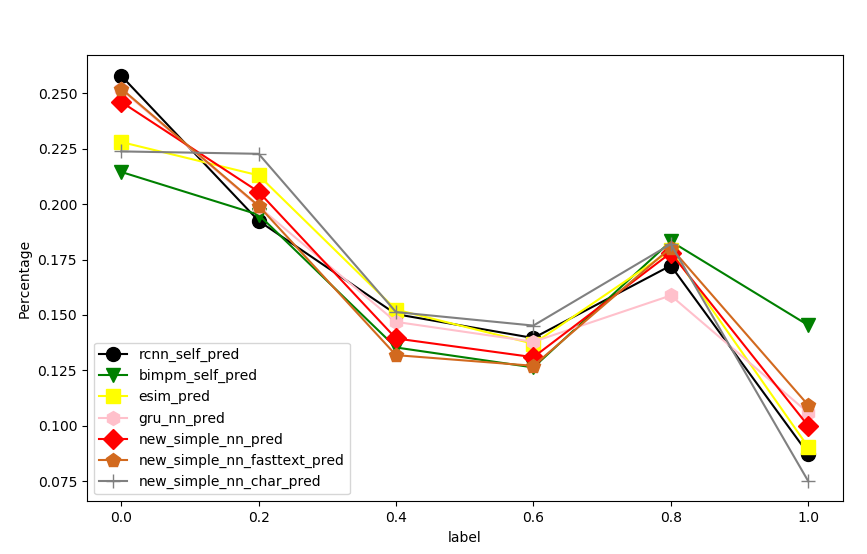 0.250
0.225
0.200
0.175
0.150
0.125
0.100
0.075
Percentage
rcnn_self_pred
bimpm_self_pred
esim_pred
gru_nn_pred
new_simple_nn_pred
new_simple_nn_fasttext_pred
new_simple_nn_char_pred
0.0 0.2 0.4 0.6 0.8 1.0
label